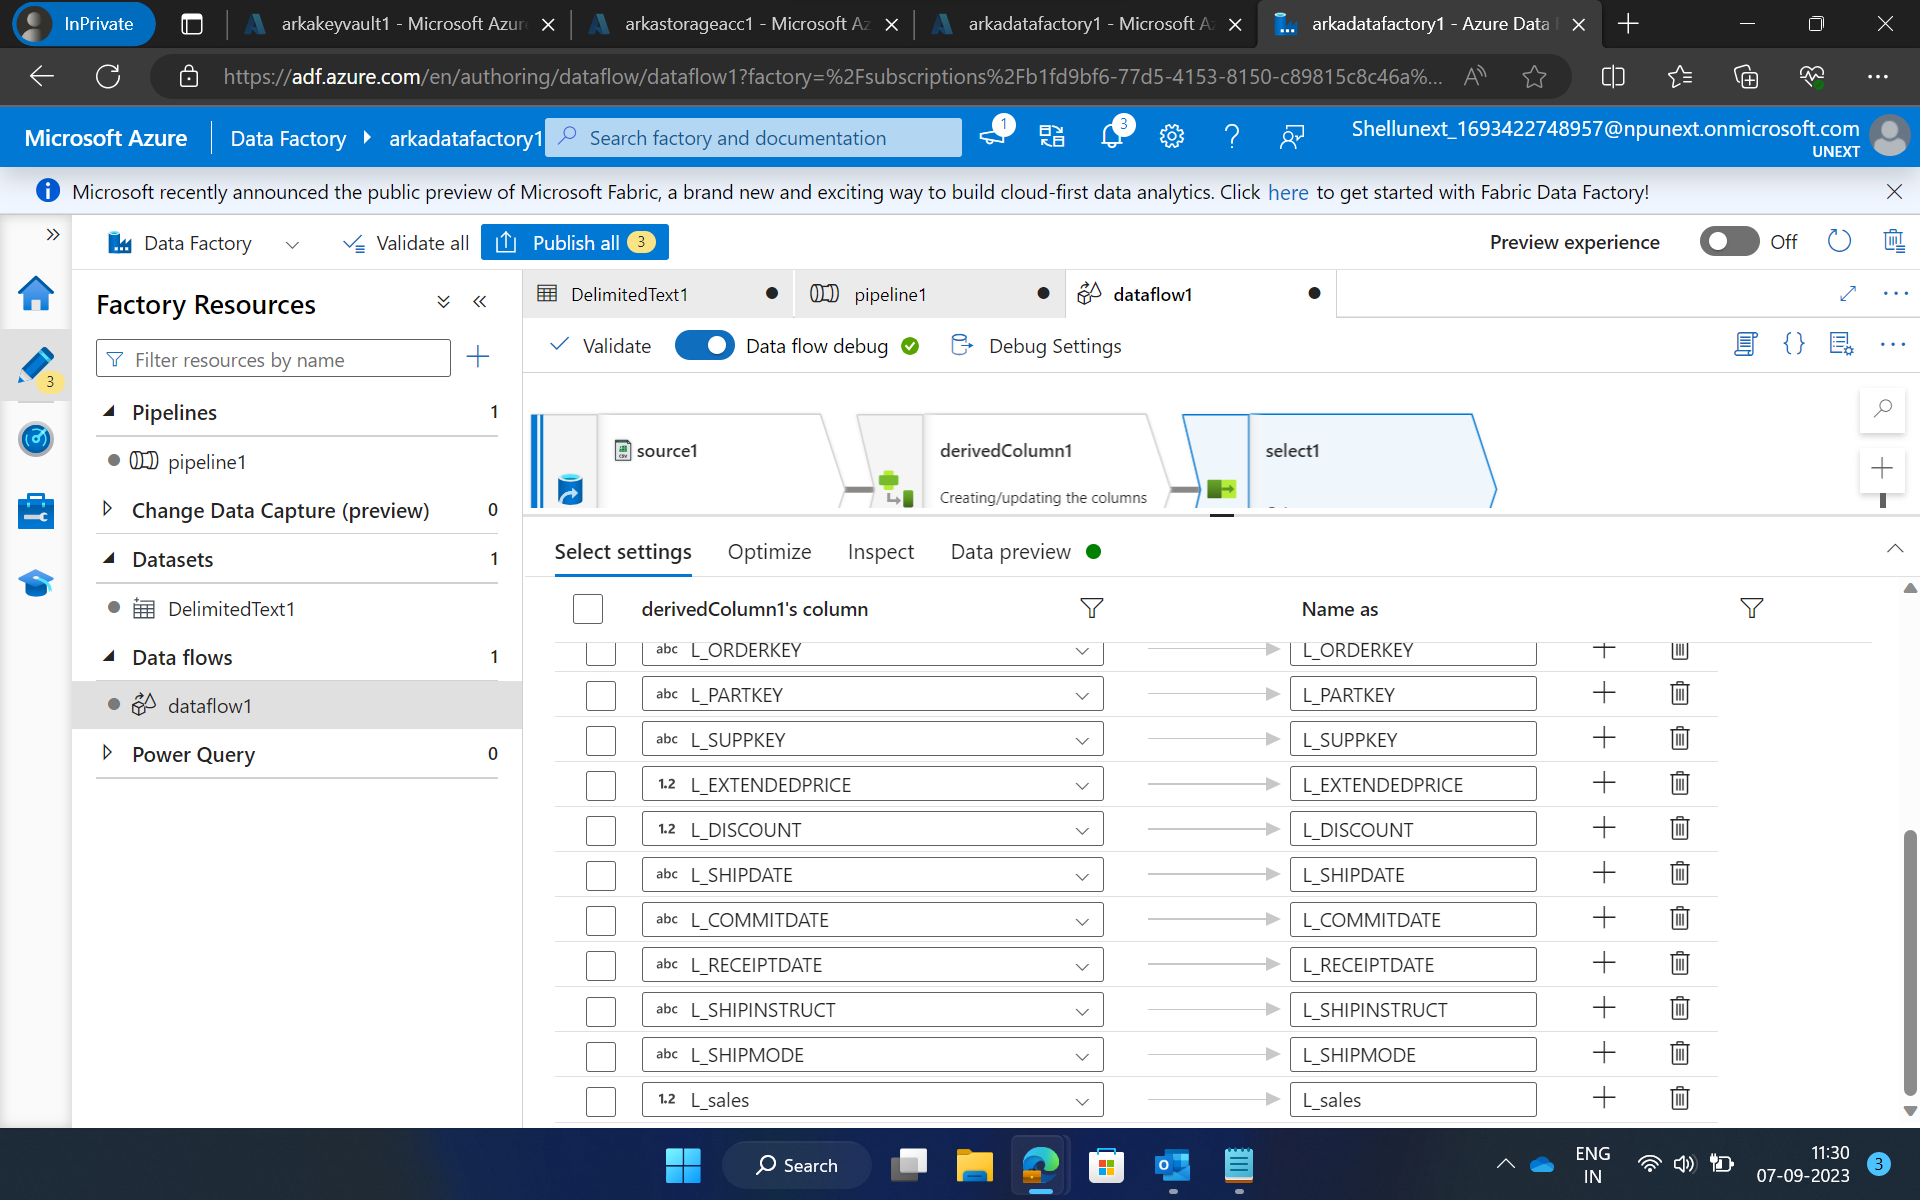 InPrivate
arkakeyvault1 - Microsoft Azur
arkastorageacc1 - Microsoft Az
arkadatafactory1 - Microsoft Az
arkadatafactory1 - Azure Data
https://adf.azure.com/en/authoring/dataflow/dataflow1?factory=%2Fsubscriptions%2Fb1fd9bf6-77d5-4153-8150-c89815c8c46a%...
Microsoft Azure
Data Factory
arkadatafactory1
Search factory and documentation
1
3
Shellunext_1693422748957@npunext.onmicrosoft.com
UNEXT
Microsoft recently announced the public preview of Microsoft Fabric, a brand new and exciting way to build cloud-first data analytics. Click here to get started with Fabric Data Factory!
Data Factory
Validate all
Publish all 3
Preview experience
Off
3
Factory Resources
Filter resources by name
Pipelines 1
pipeline1
Change Data Capture (preview) 0
Datasets 1
DelimitedText1
Data flows 1
dataflow1
Power Query 0
DelimitedText1
pipeline1
dataflow1
Validate
Data flow debug
Debug Settings
source1
derivedColumn1
Creating/updating the columns
select1
Select settings
Optimize
Inspect
Data preview
derivedColumn1's column
Name as
abc L_ORDERKEY L_ORDERKEY
abc L_PARTKEY L_PARTKEY
abc L_SUPPKEY L_SUPPKEY
1.2 L_EXTENDEDPRICE L_EXTENDEDPRICE
1.2 L_DISCOUNT L_DISCOUNT
abc L_SHIPDATE L_SHIPDATE
abc L_COMMITDATE L_COMMITDATE
abc L_RECEIPTDATE L_RECEIPTDATE
abc L_SHIPINSTRUCT L_SHIPINSTRUCT
abc L_SHIPMODE L_SHIPMODE
1.2 L_sales L_sales
Search
ENG
IN
11:30
07-09-2023
3